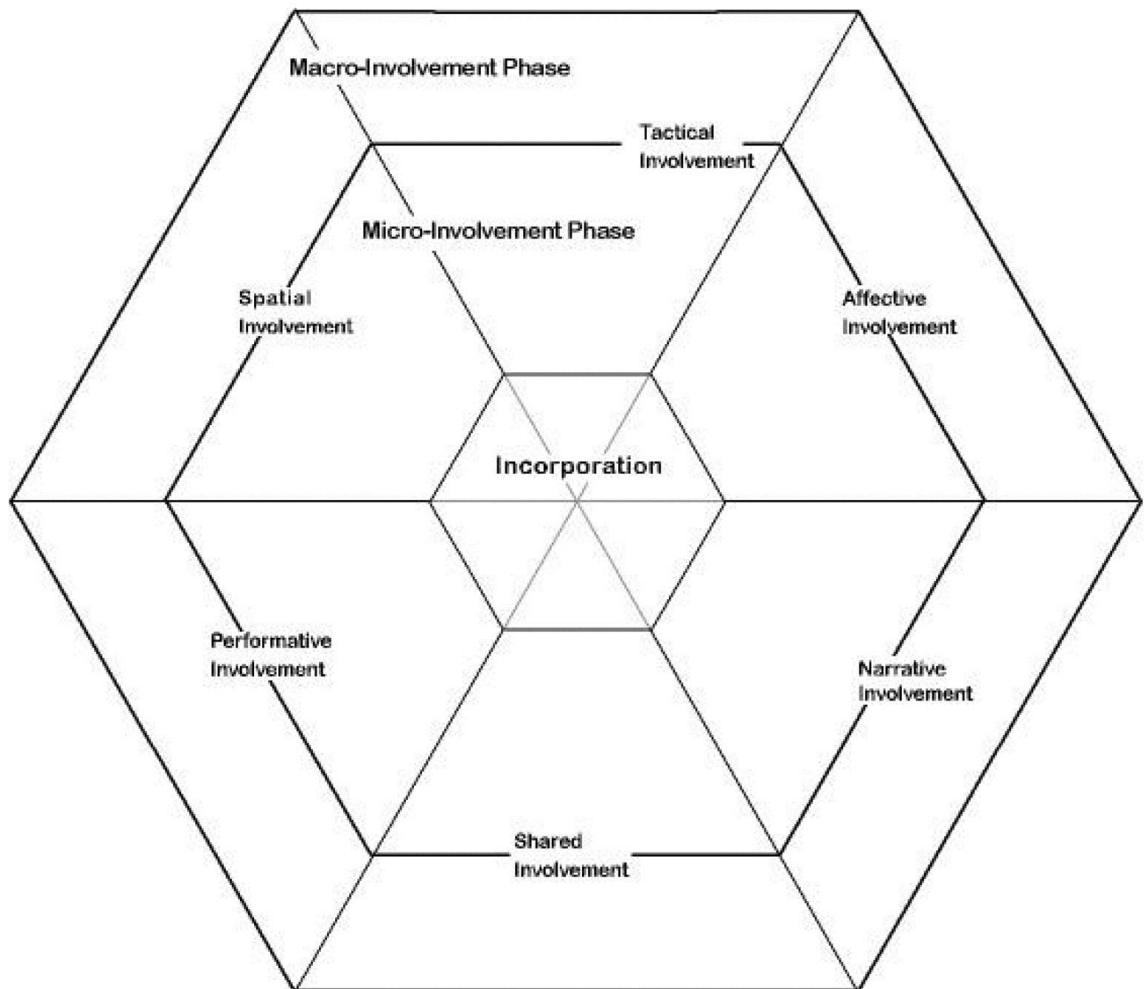 Macro-Involvement Phase
Tactical
Involvement
Micro-Involvement Phase
Spatial
Involvement
Affective
Involvement
Incorporation
Performative
Involvement
Narrative
Involvement
Shared
Involvement